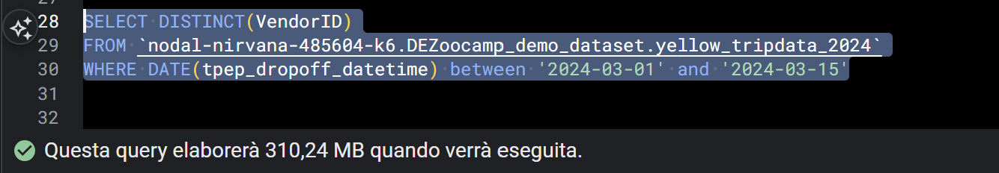 28 SELECT DISTINCT(VendorID)
29 FROM `nodal-nirvana-485604-k6.DEZoocamp_demo_dataset.yellow_tripdata_2024`
30 WHERE DATE(tpep_dropoff_datetime) between '2024-03-01' and '2024-03-15'
31
32
Questa query elaborerà 310,24 MB quando verrà eseguita.